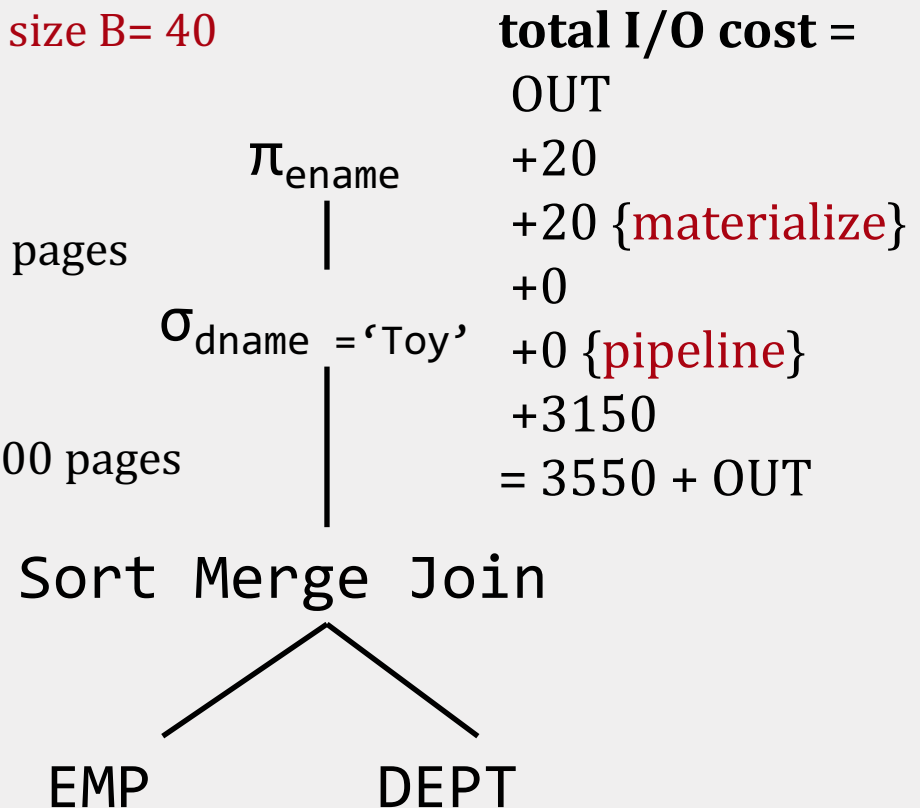 size B= 40
total I/O cost =
OUT
+20
+20 {materialize}
+0
+0 {pipeline}
+3150
= 3550 + OUT
πename
pages
σdname =‘Toy’
00 pages
Sort Merge Join
EMP DEPT